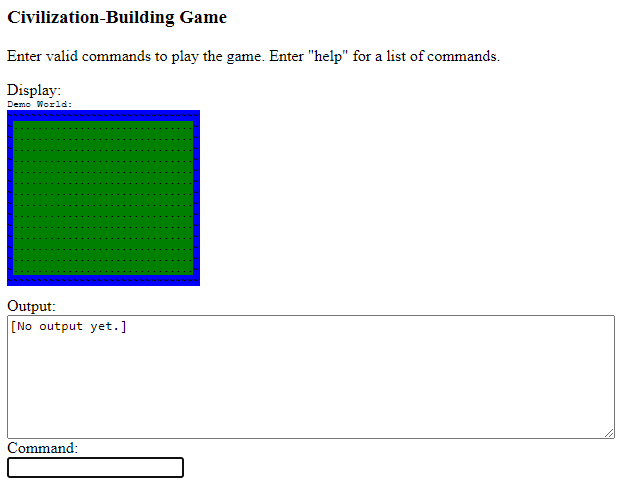 Civilization-Building Game
Enter valid commands to play the game. Enter "help" for a list of commands.
Display:
Demo World:
Output:
[No output yet.]
Command: